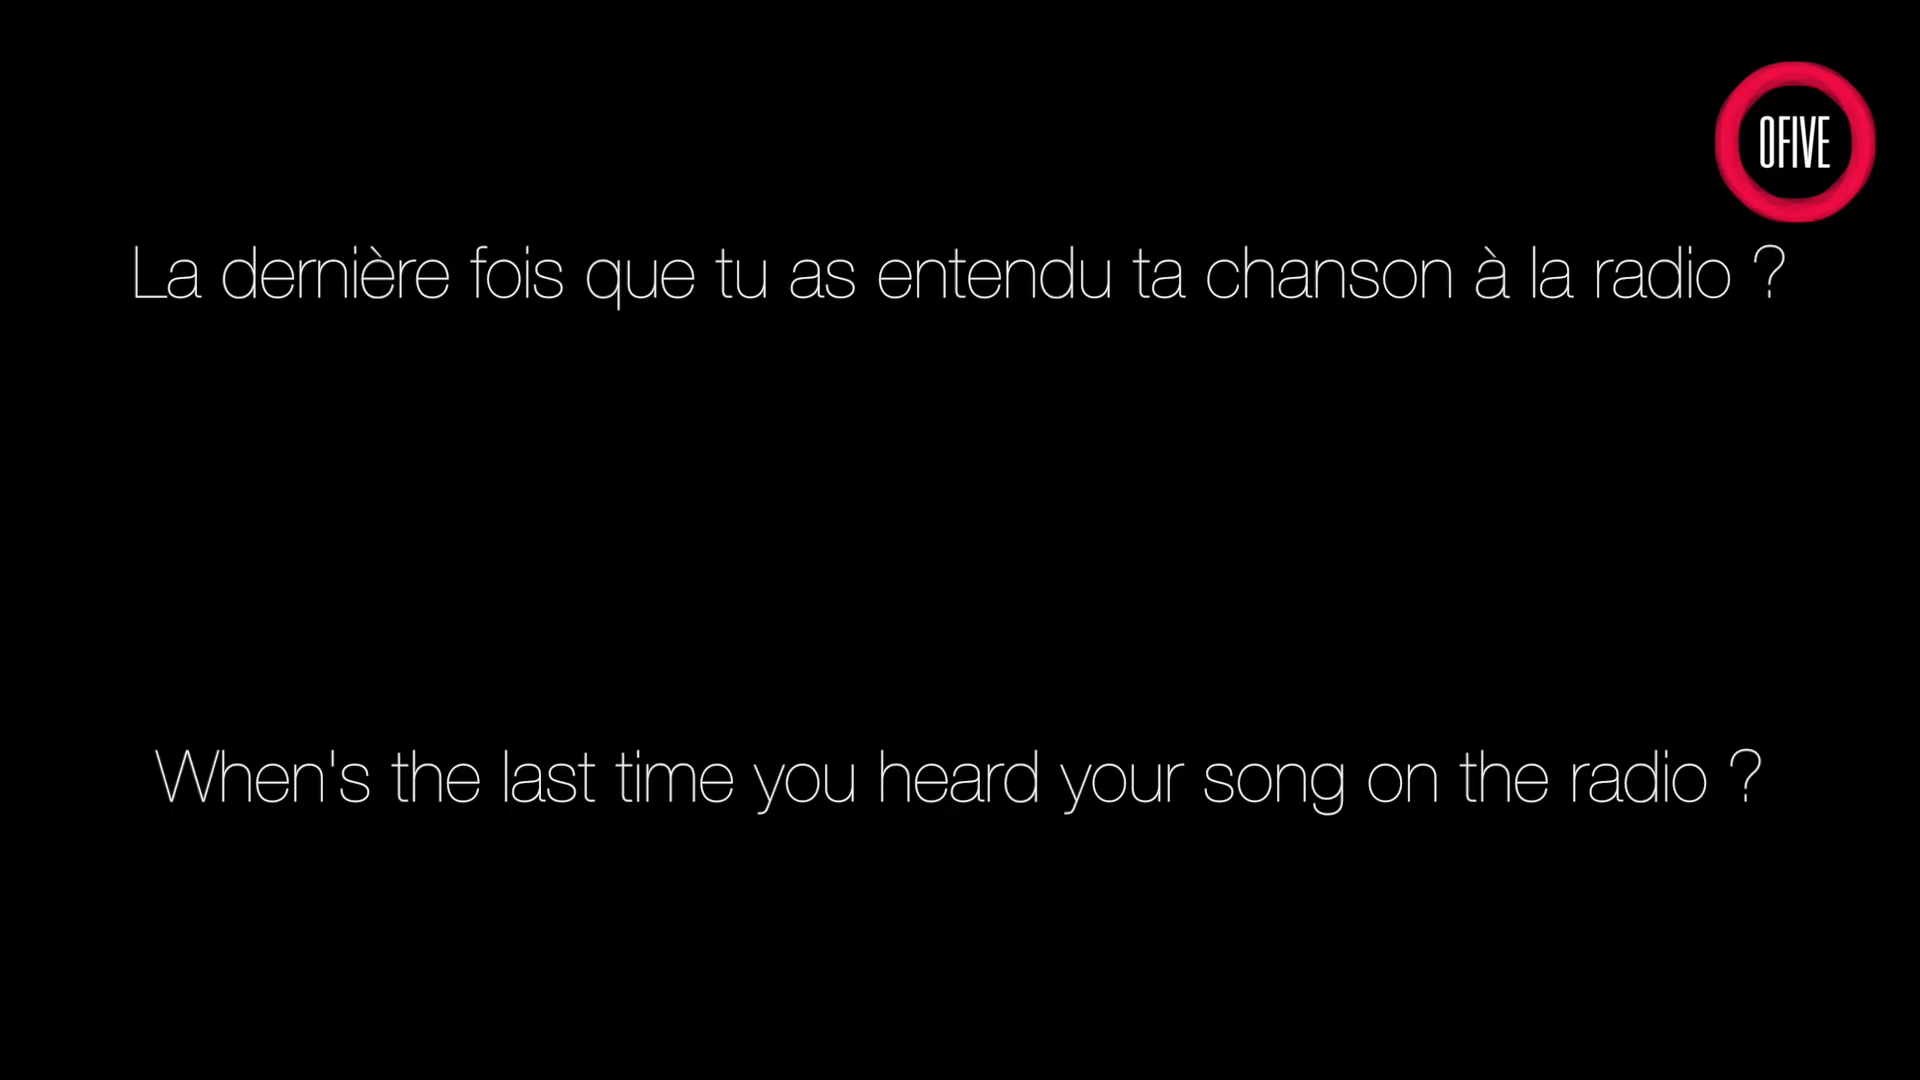 OFIVE
La dernière fois que tu as entendu ta chanson à la radio ?
When's the last time you heard your song on the radio ?